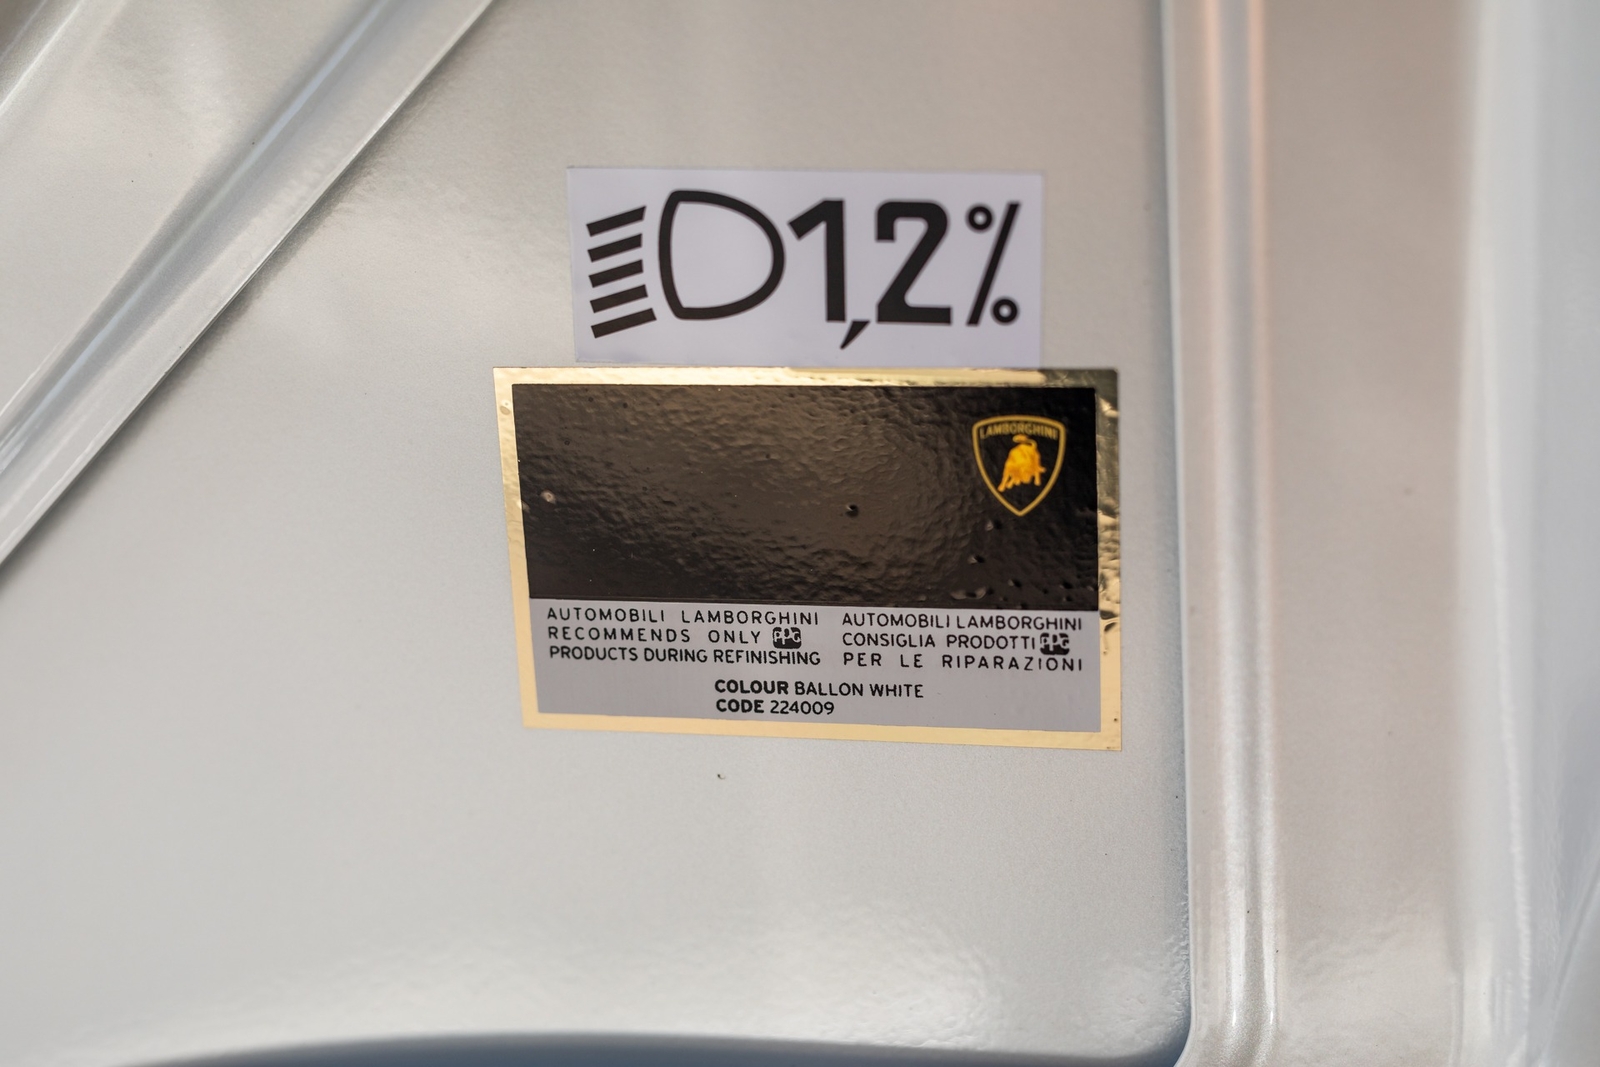 1,2%
LAMBORGHINI
AUTOMOBILI LAMBORGHINI
RECOMMENDS ONLY PPG
PRODUCTS DURING REFINISHING
AUTOMOBILI LAMBORGHINI
CONSIGLIA PRODOTTI PPG
PER LE RIPARAZIONI
COLOUR BALLON WHITE
CODE 224009